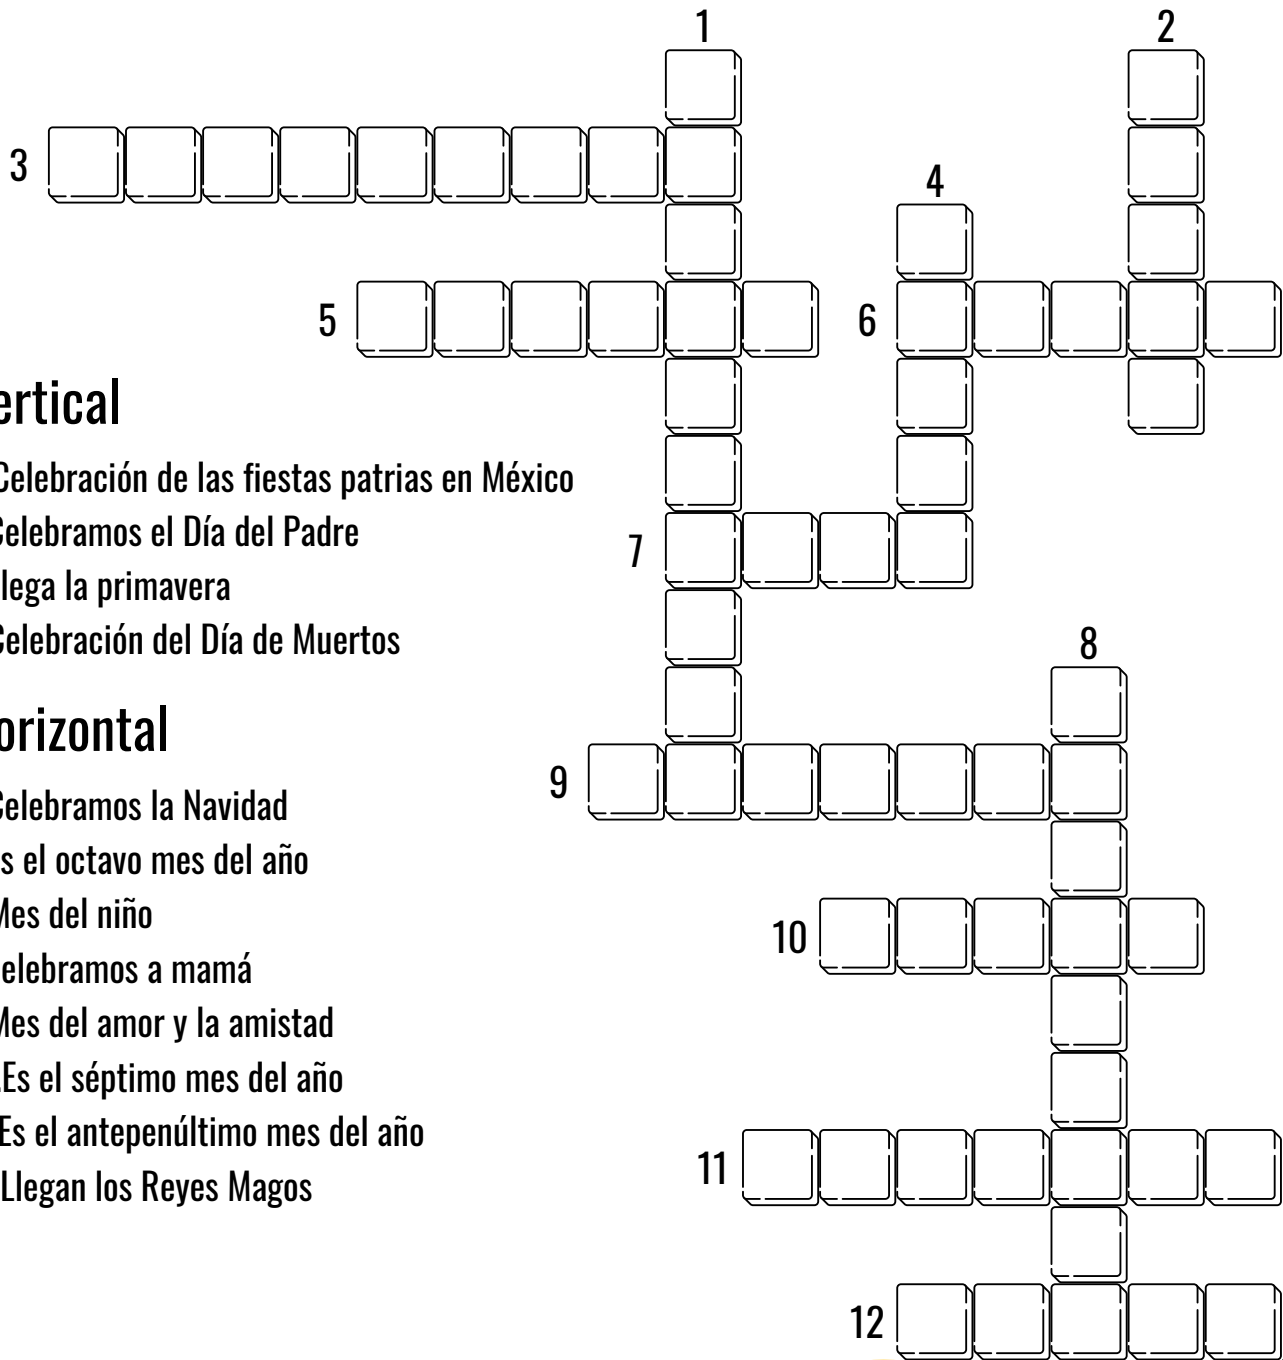 1
2
3
4
5
6
ertical
Celebración de las fiestas patrias en México
Celebramos el Día del Padre
lega la primavera
Celebración del Día de Muertos
7
8
orizontal
Celebramos la Navidad
s el octavo mes del año
Mes del niño
elebramos a mamá
Mes del amor y la amistad
Es el séptimo mes del año
Es el antepenúltimo mes del año
Llegan los Reyes Magos
9
10
11
12